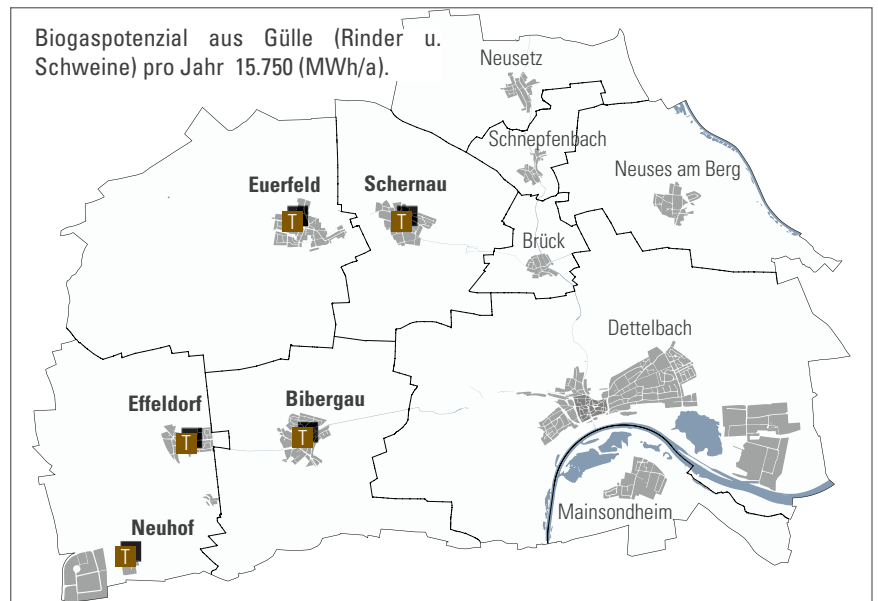 Biogaspotenzial aus Gülle (Rinder u.
Schweine) pro Jahr 15.750 (MWh/a).
Neusetz
Schnepfenbach
Neuses am Berg
Euerfeld
Schernau
T
T
Brück
Dettelbach
Effeldorf
Bibergau
T
T
Mainsondheim
Neuhof
T